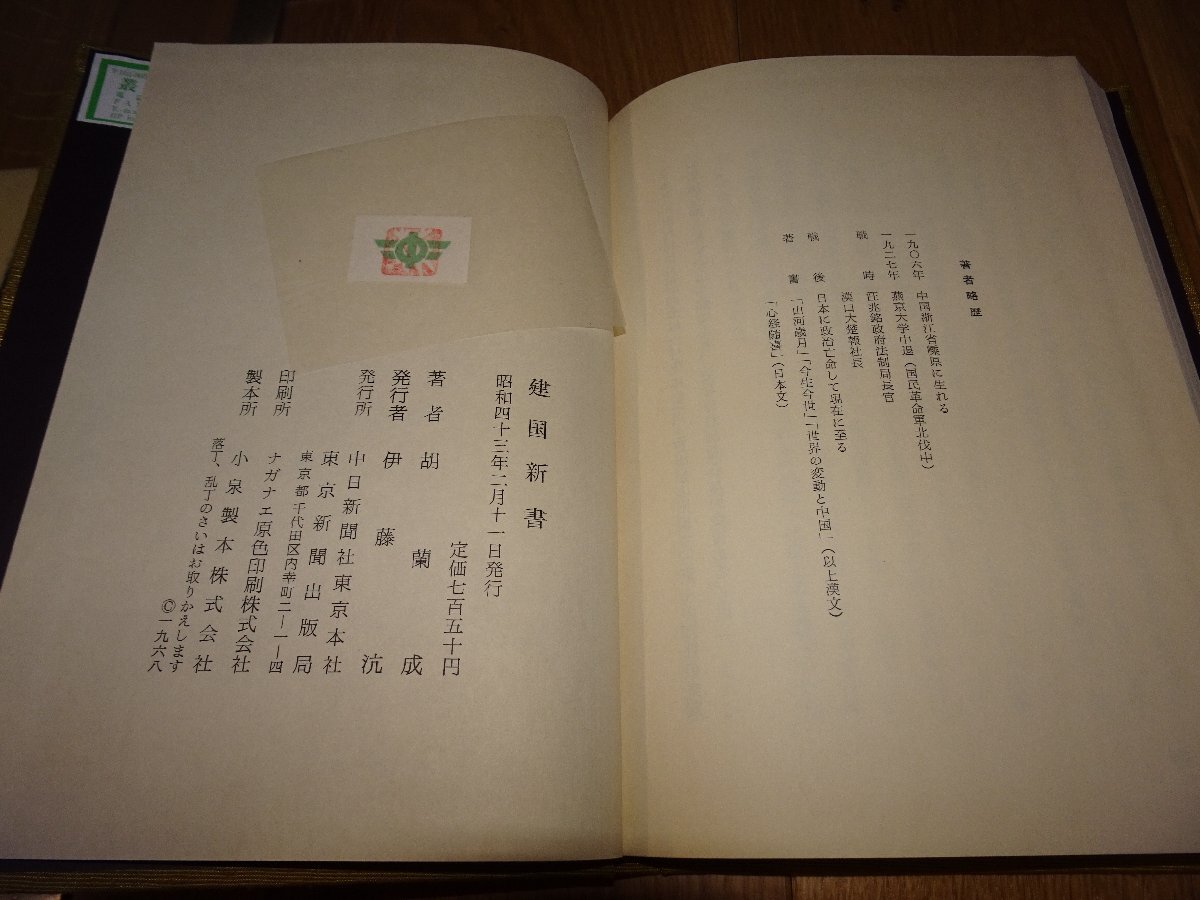 著者略歴
一九〇六年 中国浙江省嵊県に生れる
一九二七年 燕京大学中退(国民革命軍北伐中)
戦時 汪兆銘政府法制局長官
漢口大楚報社長
戦後 日本に政治亡命して現在に至る
著書 「山河歳月」「今生今世」「世界の変動と中国」(以上漢文)
「心経随喜」(日本文)
建国新書
昭和四十三年二月十一日発行
定価七百五十円
著者 胡蘭成
発行者 伊藤沆
発行所 中日新聞社東京本社
東京新聞出版局
東京都千代田区内幸町二ー一ー四
印刷所 ナガナエ原色印刷株式会社
製本所 小泉製本株式会社
落丁、乱丁のさいはお取りかえします
©一九六八
叢